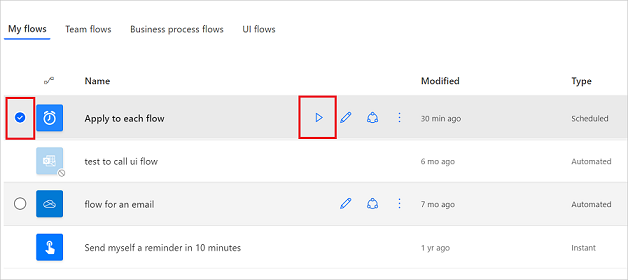 My flows Team flows Business process flows UI flows
Name Modified Type
Apply to each flow 30 min ago Scheduled
test to call ui flow 6 mo ago Automated
flow for an email 7 mo ago Automated
Send myself a reminder in 10 minutes 1 yr ago Instant